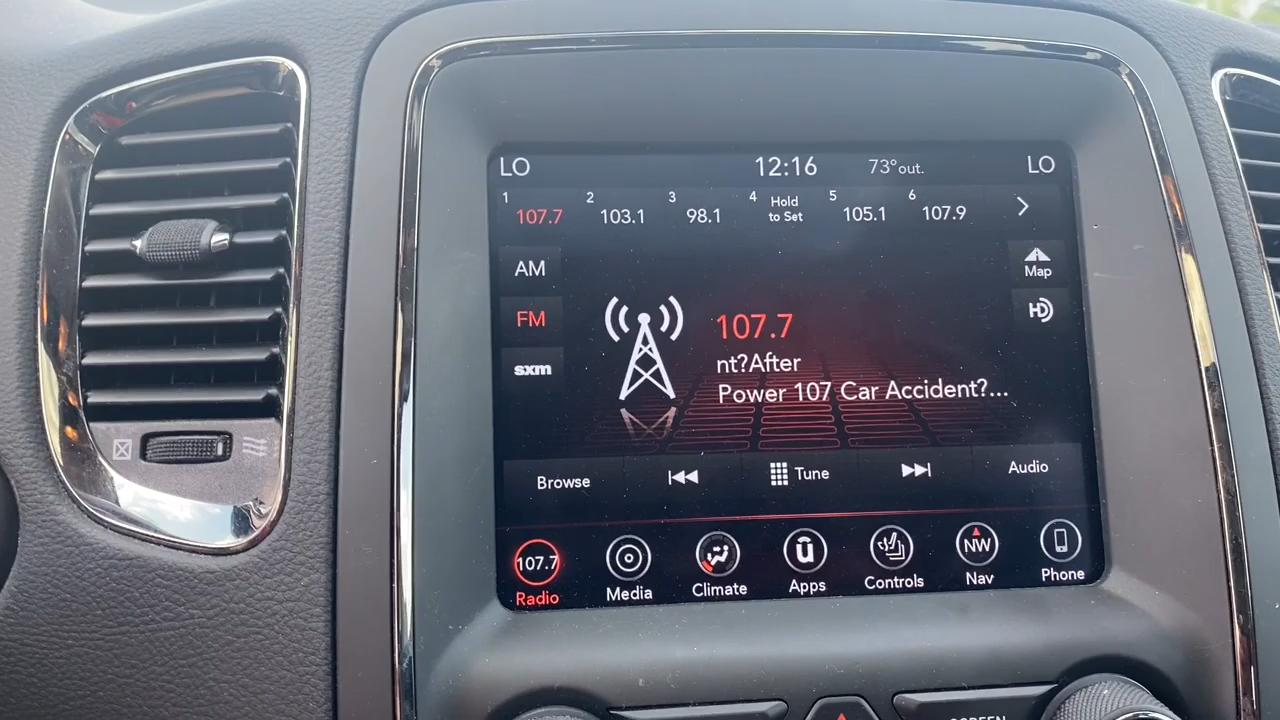 LO 12:16 73° out. LO
1 107.7 2 103.1 3 98.1 4 Hold to Set 5 105.1 6 107.9
AM
Map
FM
HD
sxm
107.7
nt?After
Power 107 Car Accident?...
Browse Tune Audio
107.7 NW
Radio Media Climate Apps Controls Nav Phone
SCREEN